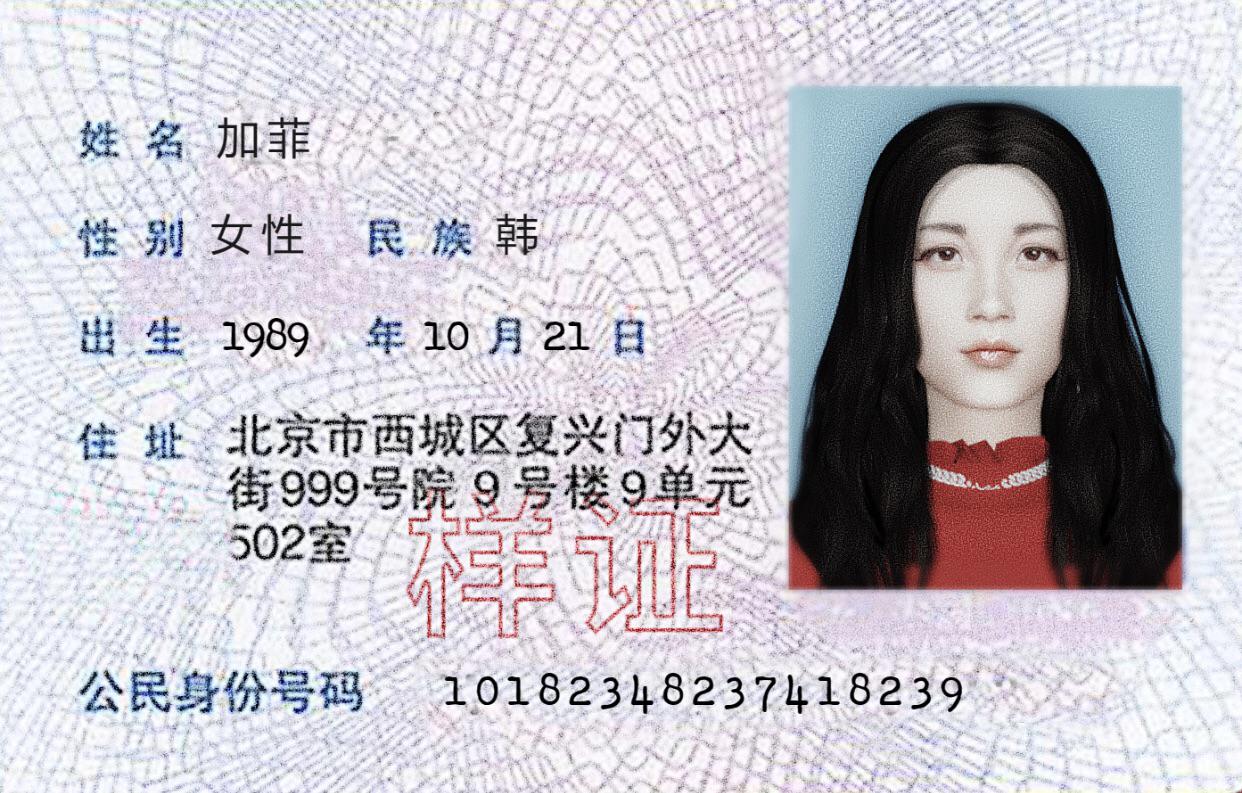 姓名 加菲
性别 女性 民族 韩
出生 1989 年 10 月 21 日
住址 北京市西城区复兴门外大
街999号院 9 号楼 9单元
502室
样证
公民身份号码 10182348237418239